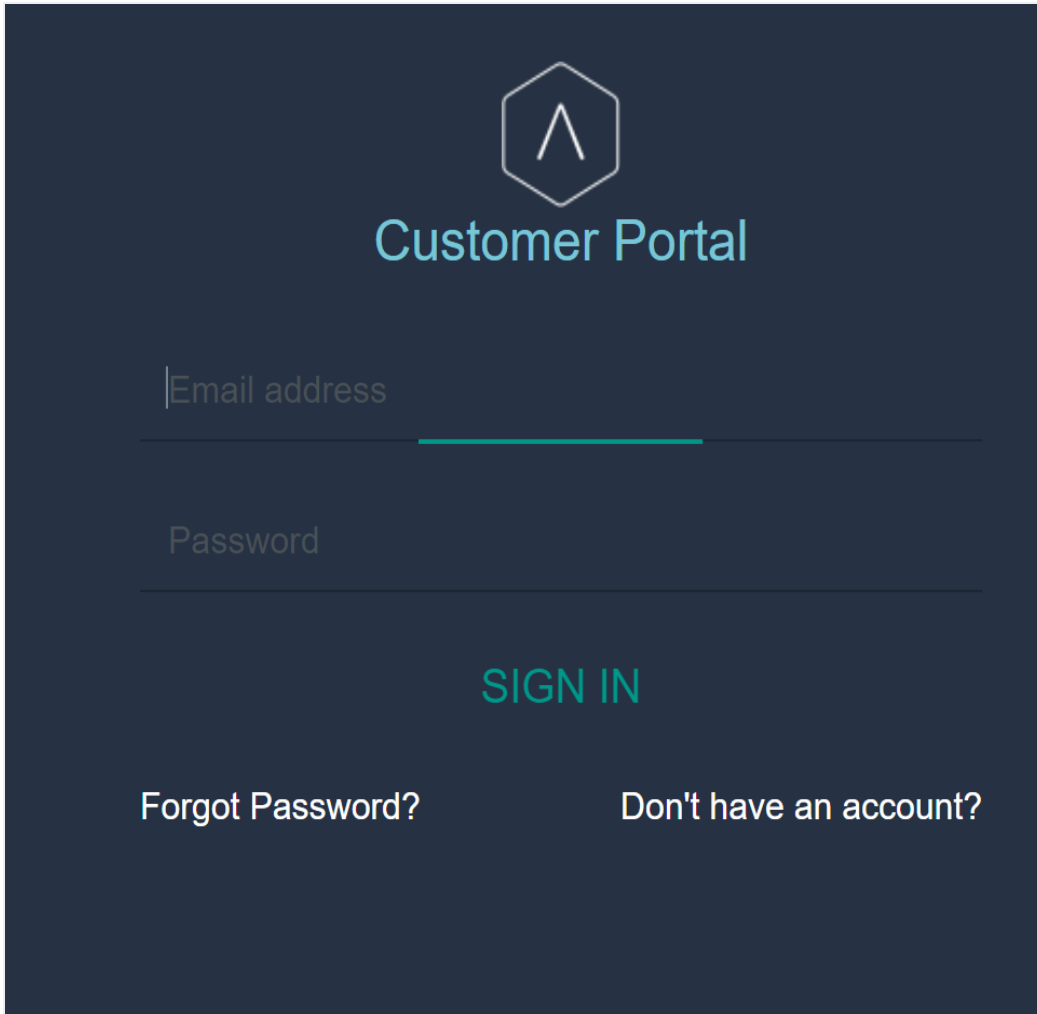 Customer Portal
Email address
Password
SIGN IN
Forgot Password? Don't have an account?